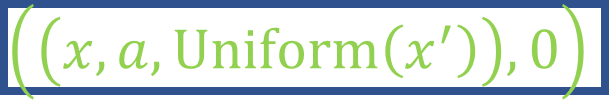 ((x, a, Uniform(x′)), 0)